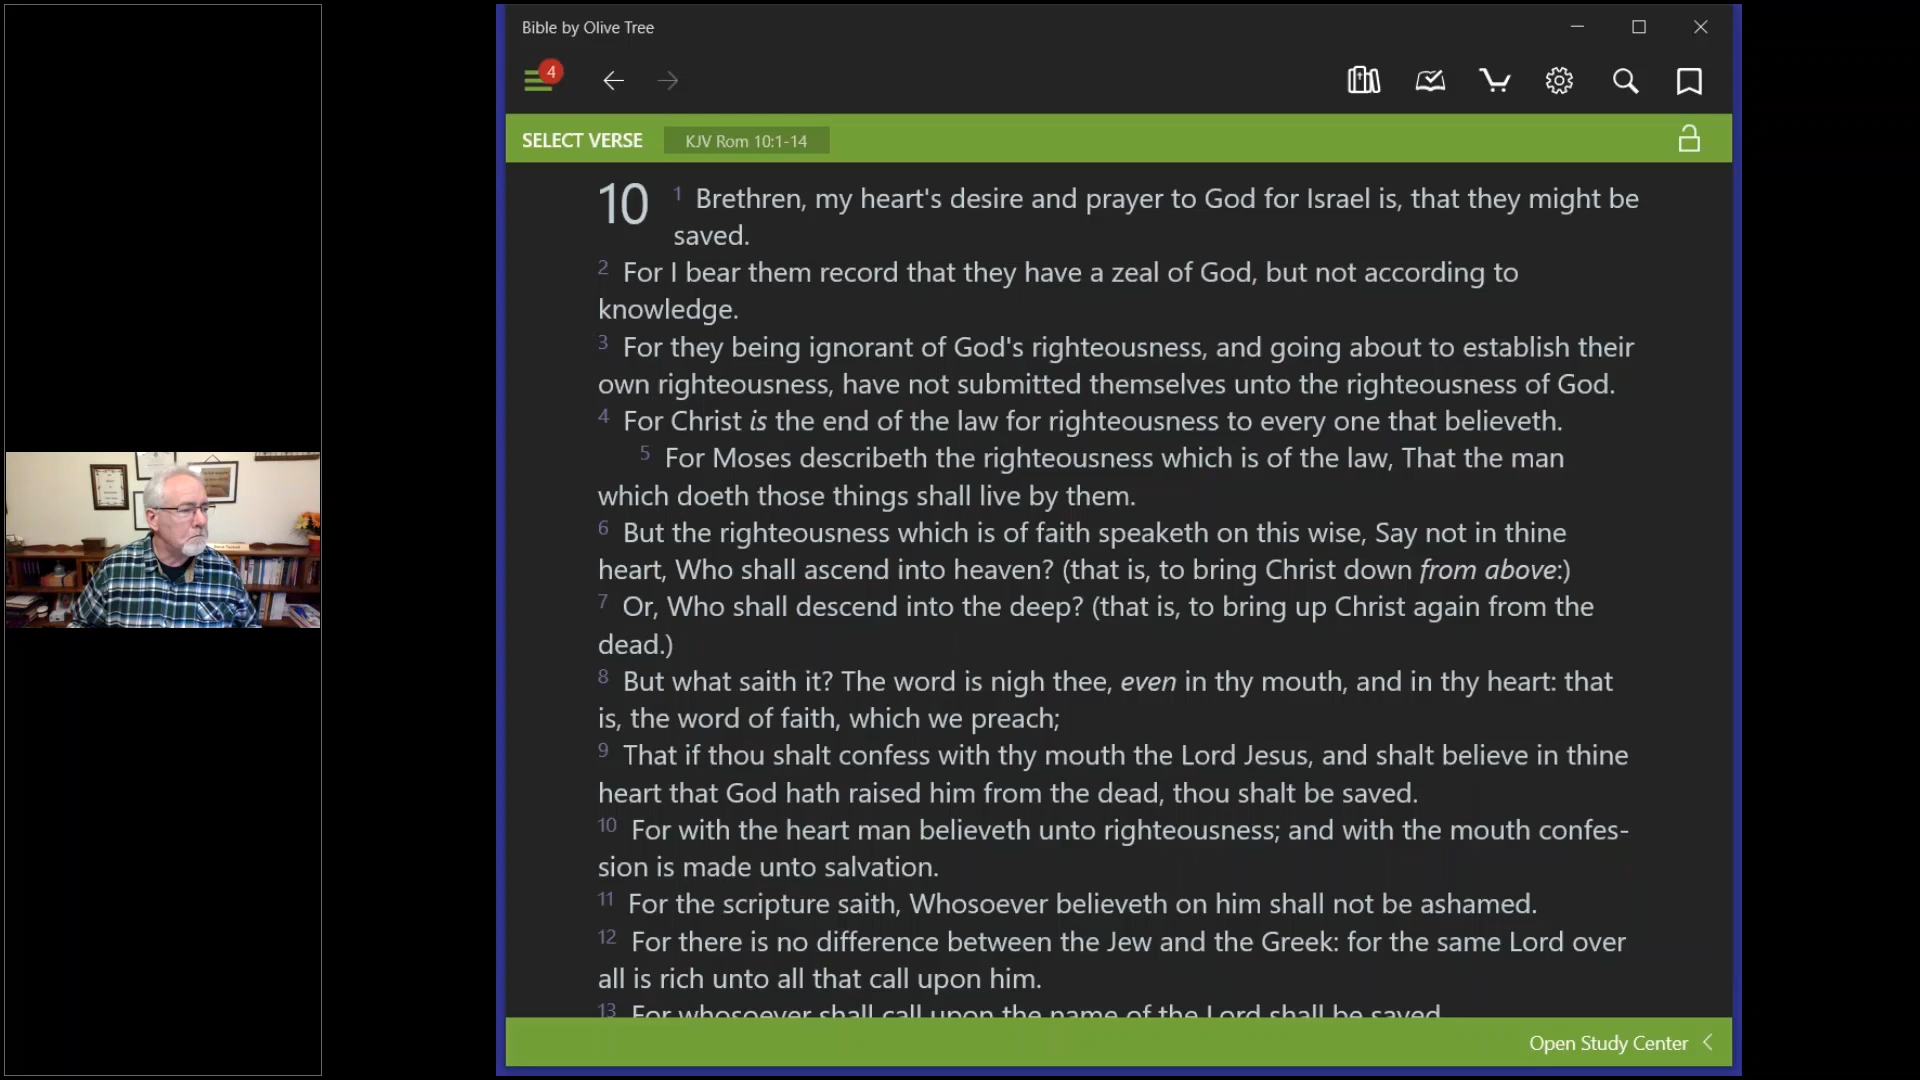 Bible by Olive Tree
4
SELECT VERSE KJV Rom 10:1-14
10 1 Brethren, my heart's desire and prayer to God for Israel is, that they might be
saved.
2 For I bear them record that they have a zeal of God, but not according to
knowledge.
3 For they being ignorant of God's righteousness, and going about to establish their
own righteousness, have not submitted themselves unto the righteousness of God.
4 For Christ is the end of the law for righteousness to every one that believeth.
5 For Moses describeth the righteousness which is of the law, That the man
which doeth those things shall live by them.
6 But the righteousness which is of faith speaketh on this wise, Say not in thine
heart, Who shall ascend into heaven? (that is, to bring Christ down from above:)
7 Or, Who shall descend into the deep? (that is, to bring up Christ again from the
dead.)
8 But what saith it? The word is nigh thee, even in thy mouth, and in thy heart: that
is, the word of faith, which we preach;
9 That if thou shalt confess with thy mouth the Lord Jesus, and shalt believe in thine
heart that God hath raised him from the dead, thou shalt be saved.
10 For with the heart man believeth unto righteousness; and with the mouth confes-
sion is made unto salvation.
11 For the scripture saith, Whosoever believeth on him shall not be ashamed.
12 For there is no difference between the Jew and the Greek: for the same Lord over
all is rich unto all that call upon him.
13 For whosoever shall call upon the name of the Lord shall be saved
Open Study Center